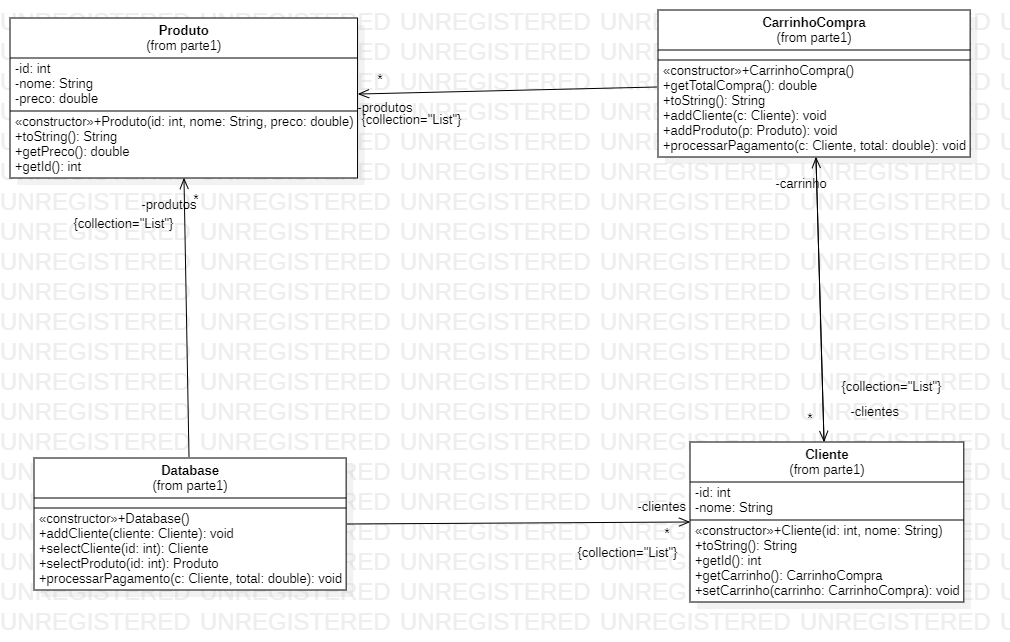 Produto
(from parte1)
-id: int
-nome: String
-preco: double
«constructor»+Produto(id: int, nome: String, preco: double)
+toString(): String
+getPreco(): double
+getId(): int
CarrinhoCompra
(from parte1)
«constructor»+CarrinhoCompra()
+getTotalCompra(): double
+toString(): String
+addCliente(c: Cliente): void
+addProduto(p: Produto): void
+processarPagamento(c: Cliente, total: double): void
*
-produtos
{collection="List"}
-produtos
*
{collection="List"}
-carrinho
{collection="List"}
-clientes
*
Database
(from parte1)
«constructor»+Database()
+addCliente(cliente: Cliente): void
+selectCliente(id: int): Cliente
+selectProduto(id: int): Produto
+processarPagamento(c: Cliente, total: double): void
-clientes
*
{collection="List"}
Cliente
(from parte1)
-id: int
-nome: String
«constructor»+Cliente(id: int, nome: String)
+toString(): String
+getId(): int
+getCarrinho(): CarrinhoCompra
+setCarrinho(carrinho: CarrinhoCompra): void
UNREGISTERED